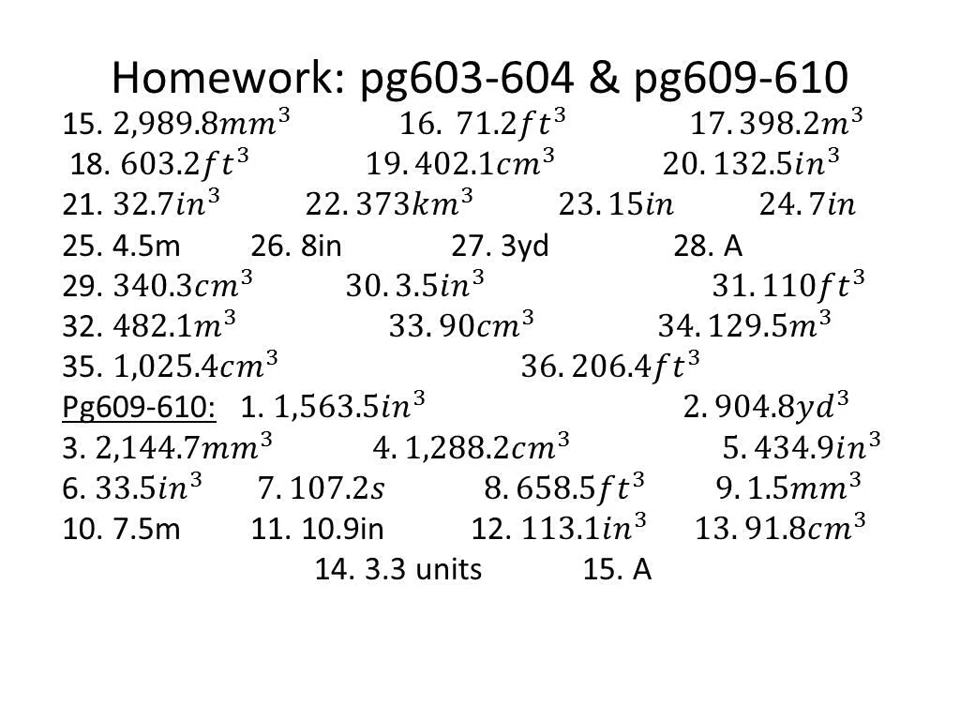 Homework: pg603-604 & pg609-610
15. 2,989.8mm³ 16. 71.2ft³ 17. 398.2m³
18. 603.2ft³ 19. 402.1cm³ 20. 132.5in³
21. 32.7in³ 22. 373km³ 23. 15in 24. 7in
25. 4.5m 26. 8in 27. 3yd 28. A
29. 340.3cm³ 30. 3.5in³ 31. 110ft³
32. 482.1m³ 33. 90cm³ 34. 129.5m³
35. 1,025.4cm³ 36. 206.4ft³
Pg609-610: 1. 1,563.5in³ 2. 904.8yd³
3. 2,144.7mm³ 4. 1,288.2cm³ 5. 434.9in³
6. 33.5in³ 7. 107.2s 8. 658.5ft³ 9. 1.5mm³
10. 7.5m 11. 10.9in 12. 113.1in³ 13. 91.8cm³
14. 3.3 units 15. A